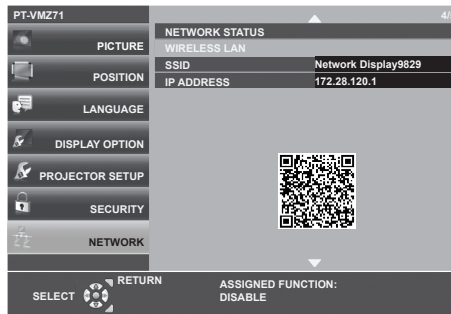 PT-VMZ71
PICTURE
POSITION
LANGUAGE
DISPLAY OPTION
PROJECTOR SETUP
SECURITY
NETWORK
NETWORK STATUS
WIRELESS LAN
SSID Network Display9829
IP ADDRESS 172.28.120.1
SELECT
RETURN
ASSIGNED FUNCTION:
DISABLE